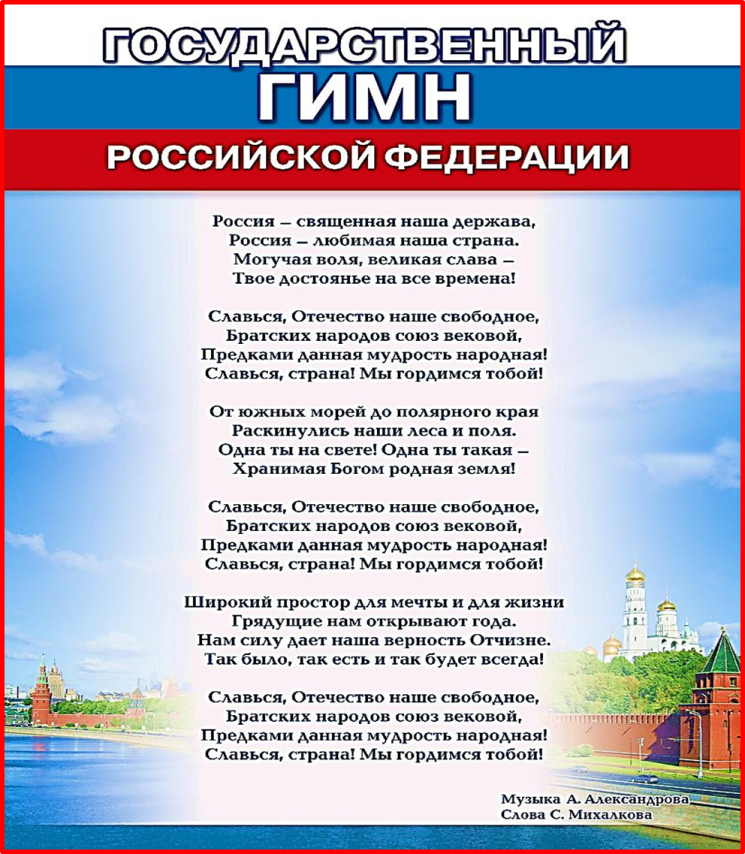 ГОСУДАРСТВЕННЫЙ
ГИМН
РОССИЙСКОЙ ФЕДЕРАЦИИ
Россия – священная наша держава,
Россия – любимая наша страна.
Могучая воля, великая слава –
Твое достоянье на все времена!
Славься, Отечество наше свободное,
Братских народов союз вековой,
Предками данная мудрость народная!
Славься, страна! Мы гордимся тобой!
От южных морей до полярного края
Раскинулись наши леса и поля.
Одна ты на свете! Одна ты такая –
Хранимая Богом родная земля!
Славься, Отечество наше свободное,
Братских народов союз вековой,
Предками данная мудрость народная!
Славься, страна! Мы гордимся тобой!
Широкий простор для мечты и для жизни
Грядущие нам открывают года.
Нам силу дает наша верность Отчизне.
Так было, так есть и так будет всегда!
Славься, Отечество наше свободное,
Братских народов союз вековой,
Предками данная мудрость народная!
Славься, страна! Мы гордимся тобой!
Музыка А. Александрова
Слова С. Михалкова